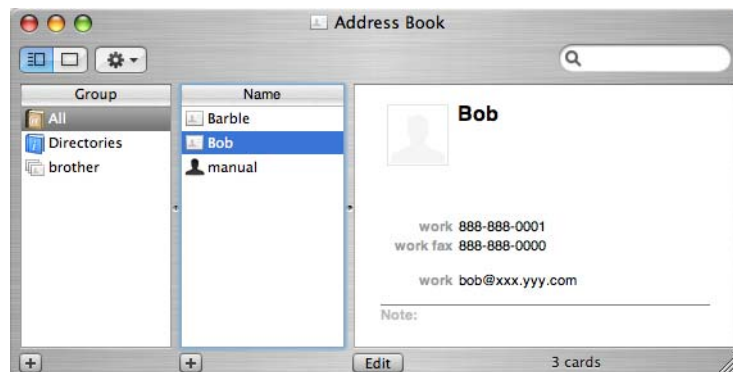 Address Book
Group
All
Directories
brother
Name
Barble
Bob
manual
Bob
work 888-888-0001
work fax 888-888-0000
work bob@xxx.yyy.com
Note:
Edit
3 cards